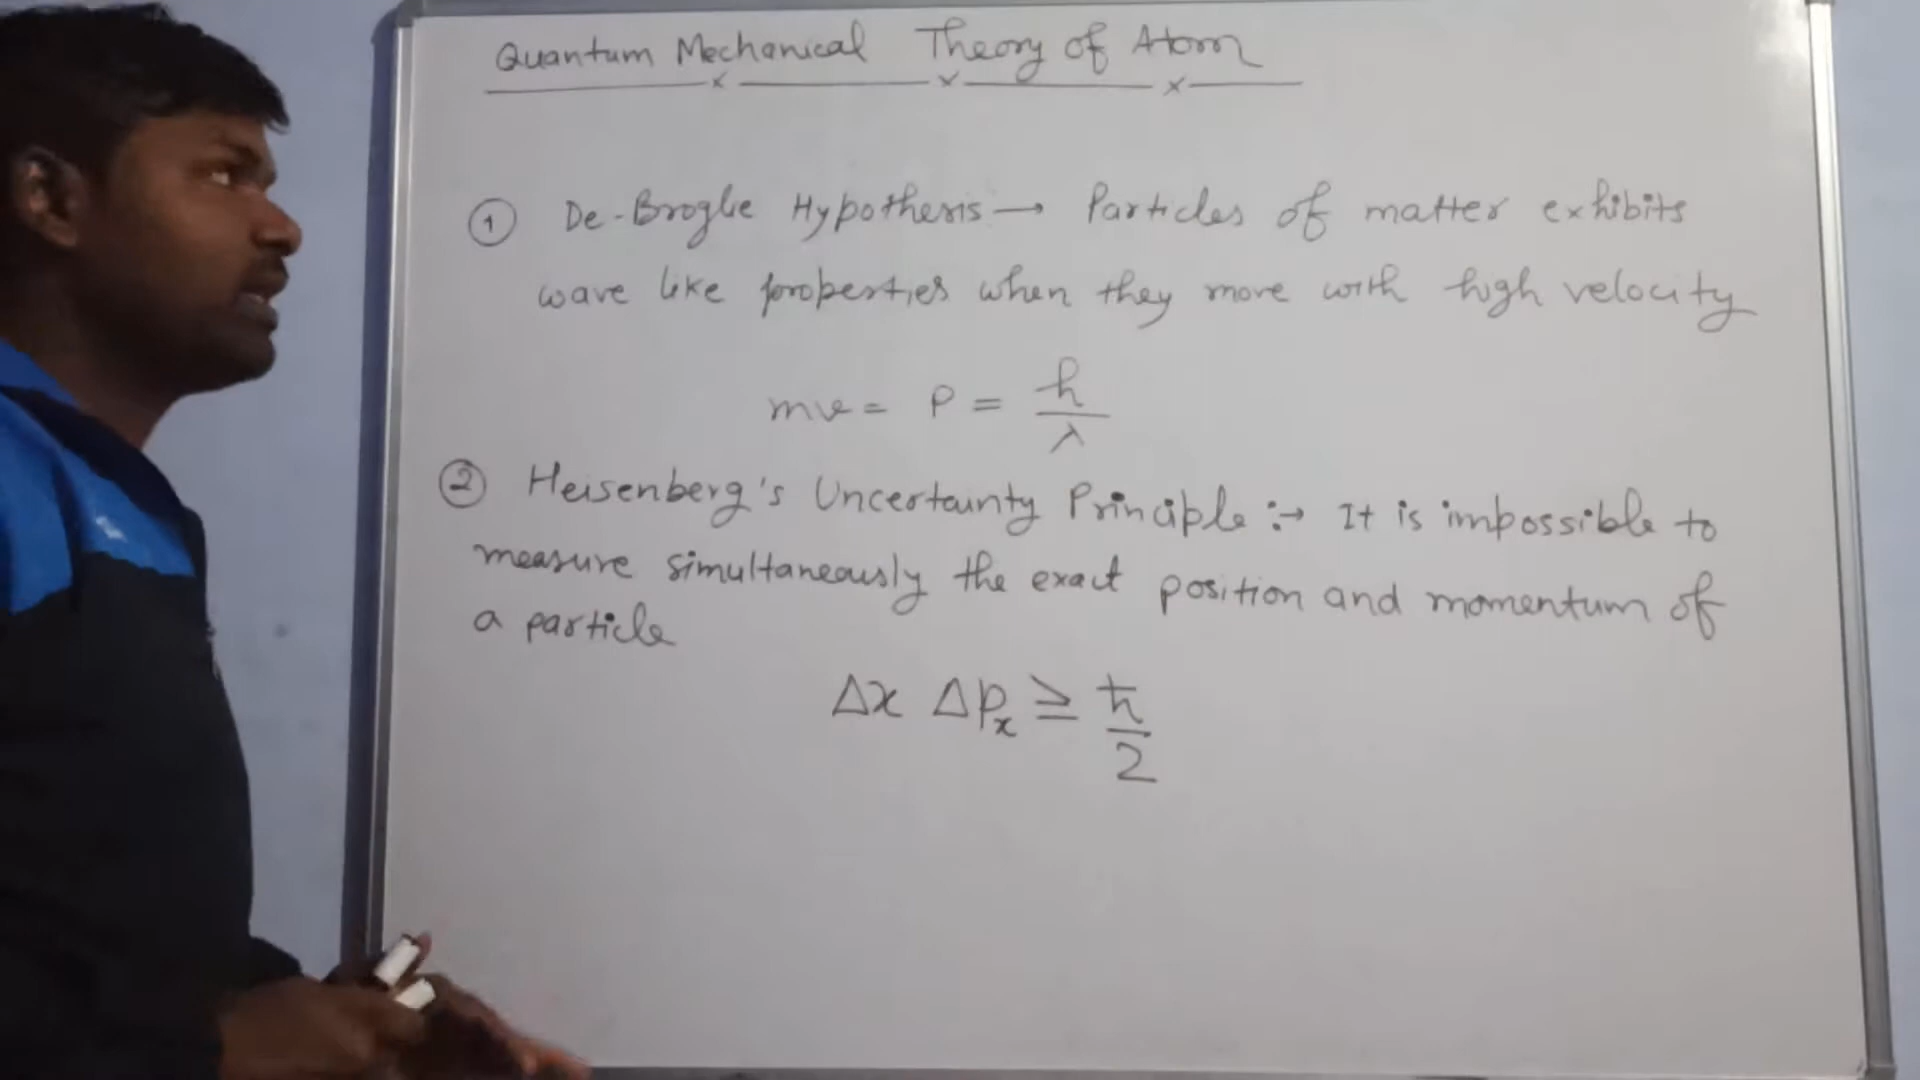 Quantum Mechanical Theory of Atom
① De-Broglie Hypothesis → Particles of matter exhibits
wave like properties when they move with high velocity
mv = P = h/λ
② Heisenberg's Uncertainty Principle :→ It is impossible to
measure simultaneously the exact position and momentum of
a particle
Δx Δpₓ ≥ ħ/2